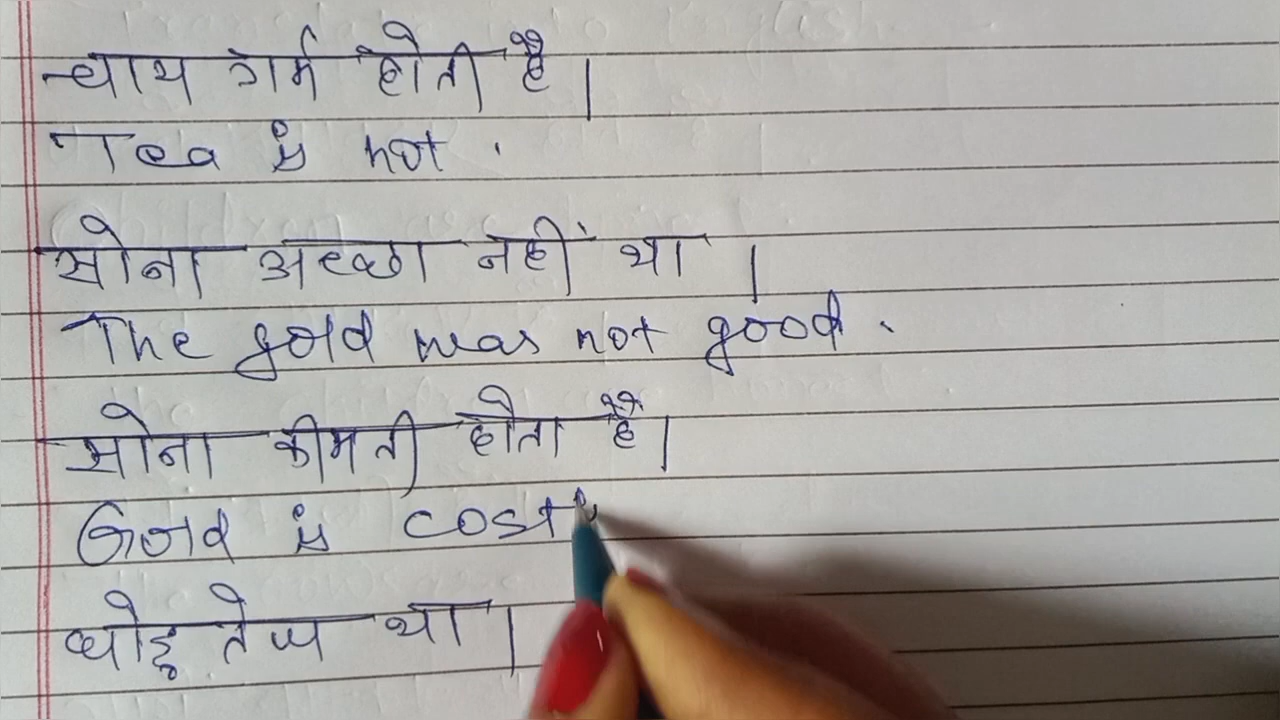 चाय गर्म होती है।
Tea is hot.
सोना अच्छा नहीं था।
The gold was not good.
सोना कीमती होता है।
Gold is cost
घोड़ तेज था।